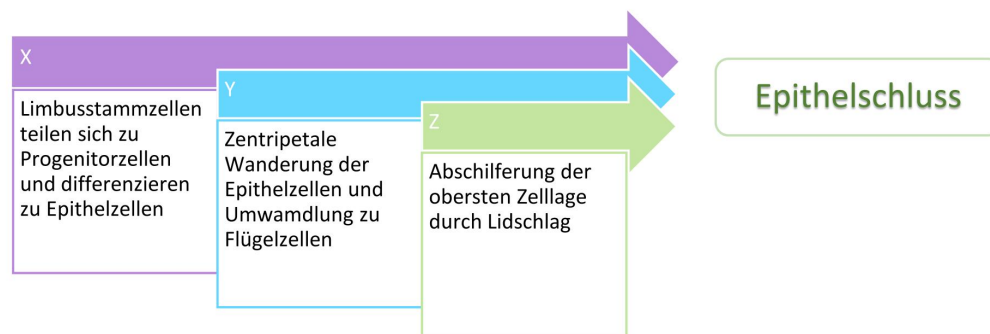 X
Limbusstammzellen
teilen sich zu
Progenitorzellen
und differenzieren
zu Epithelzellen
Y
Zentripetale
Wanderung der
Epithelzellen und
Umwamdlung zu
Flügelzellen
Z
Abschilferung der
obersten Zelllage
durch Lidschlag
Epithelschluss